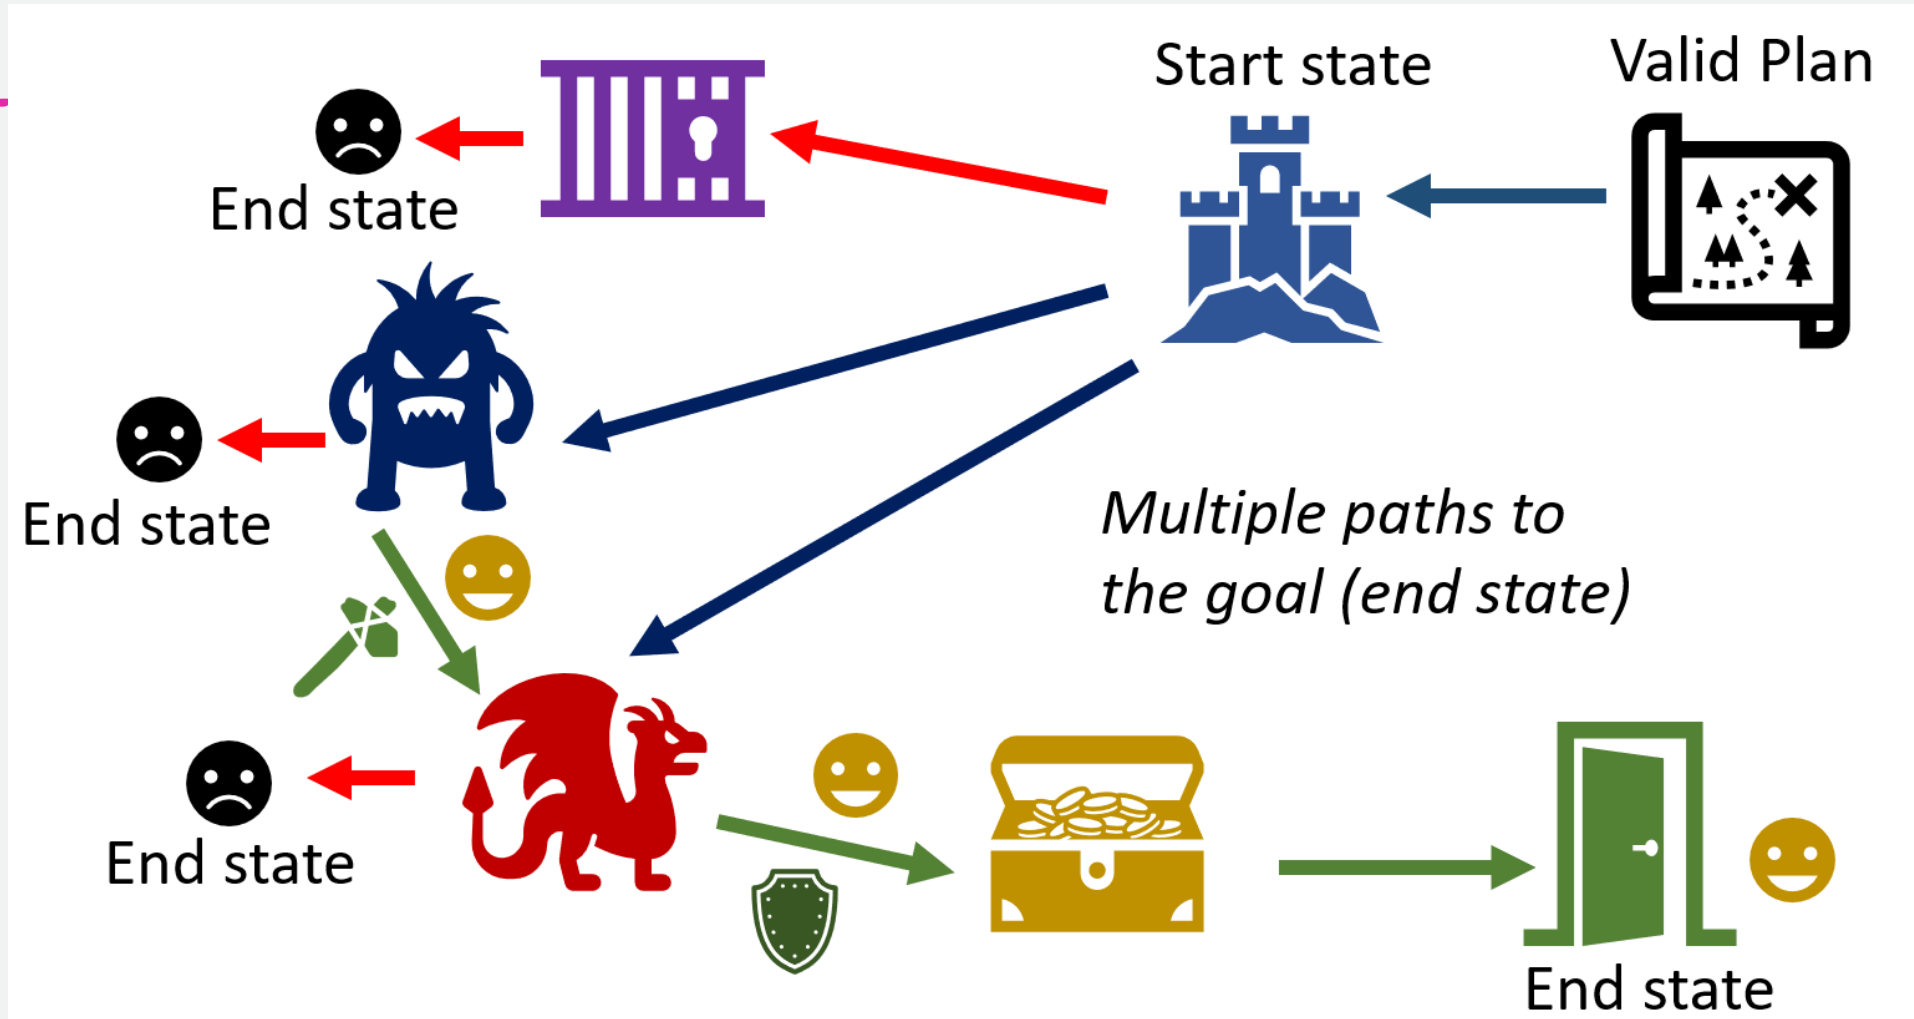 Start state
Valid Plan
End state
End state
Multiple paths to
the goal (end state)
End state
End state